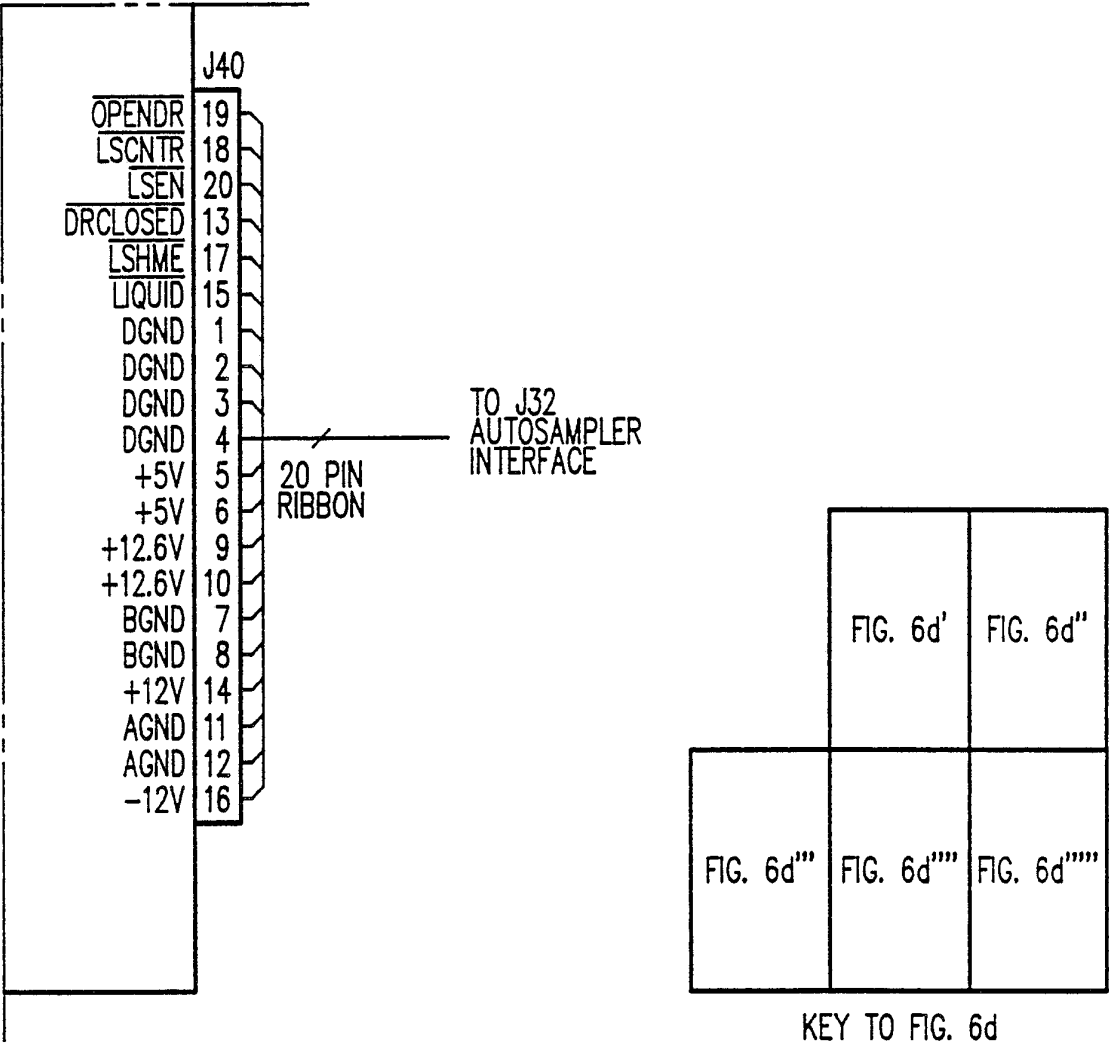 J40
OPENDR 19
LSCNTR 18
LSEN 20
DRCLOSED 13
LSHME 17
LIQUID 15
DGND 1
DGND 2
DGND 3
DGND 4
+5V 5
+5V 6
+12.6V 9
+12.6V 10
BGND 7
BGND 8
+12V 14
AGND 11
AGND 12
-12V 16
20 PIN
RIBBON
TO J32
AUTOSAMPLER
INTERFACE
FIG. 6d' FIG. 6d"
FIG. 6d"' FIG. 6d"" FIG. 6d""'
KEY TO FIG. 6d